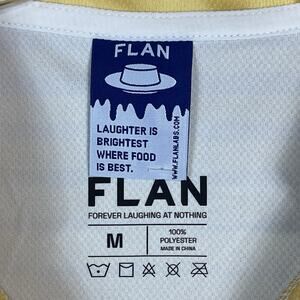 FLAN
LAUGHTER IS
BRIGHTEST
WHERE FOOD
IS BEST.
WWW.FLANLABS.COM
FLAN
FOREVER LAUGHING AT NOTHING
M
100%
POLYESTER
MADE IN CHINA